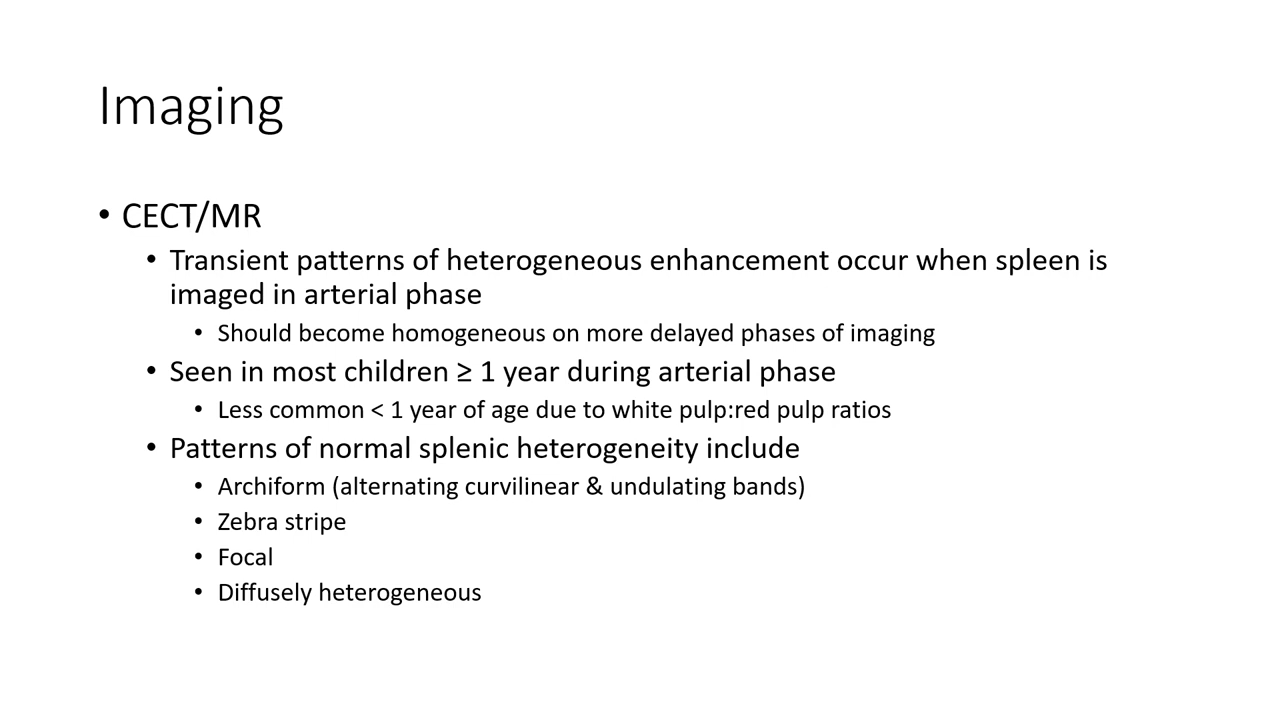 Imaging
• CECT/MR
• Transient patterns of heterogeneous enhancement occur when spleen is
imaged in arterial phase
• Should become homogeneous on more delayed phases of imaging
• Seen in most children ≥ 1 year during arterial phase
• Less common < 1 year of age due to white pulp:red pulp ratios
• Patterns of normal splenic heterogeneity include
• Archiform (alternating curvilinear & undulating bands)
• Zebra stripe
• Focal
• Diffusely heterogeneous